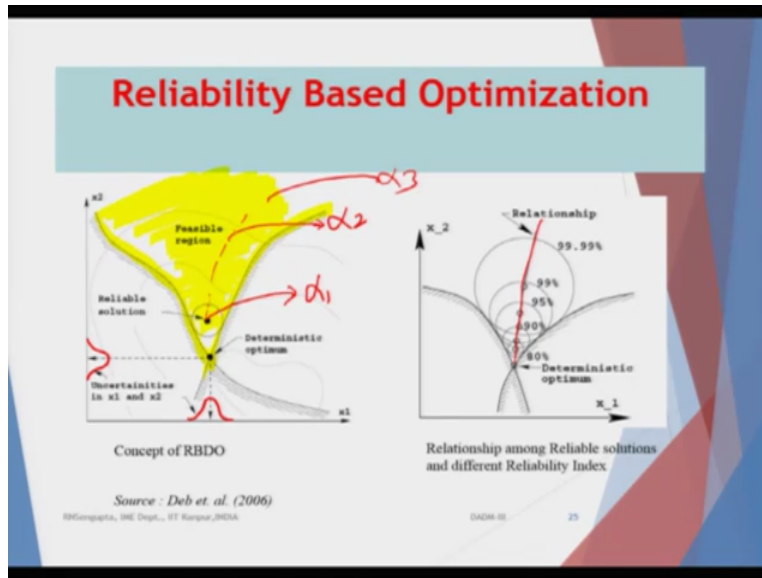 Reliability Based Optimization
x2
α3
Feasible
region
α2
Reliable
solution
α1
Deterministic
optimum
Uncertainities
in x1 and x2
x1
Concept of RBDO
Source : Deb et. al. (2006)
x_2
Relationship
99.99%
99%
95%
90%
80%
Deterministic
optimum
x_1
Relationship among Reliable solutions
and different Reliability Index
RNSengupta, IME Dept., IIT Kanpur,INDIA
DADM-III
25